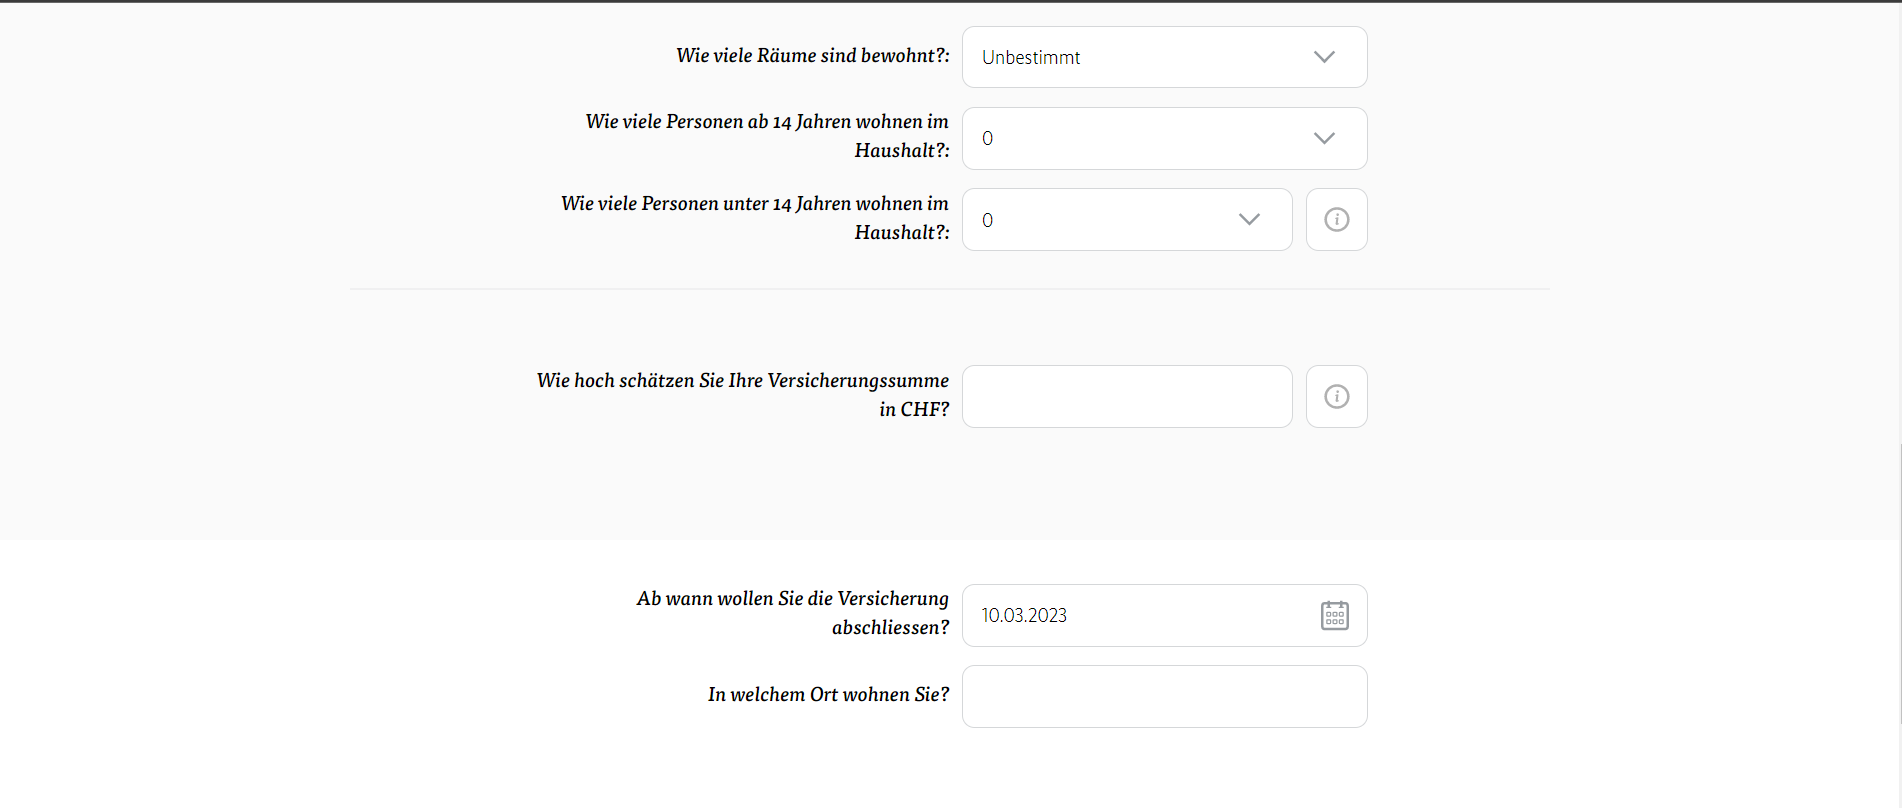 Wie viele Räume sind bewohnt?:
Unbestimmt
Wie viele Personen ab 14 Jahren wohnen im
Haushalt?:
0
Wie viele Personen unter 14 Jahren wohnen im
Haushalt?:
0
Wie hoch schätzen Sie Ihre Versicherungssumme
in CHF?
Ab wann wollen Sie die Versicherung
abschliessen?
10.03.2023
In welchem Ort wohnen Sie?